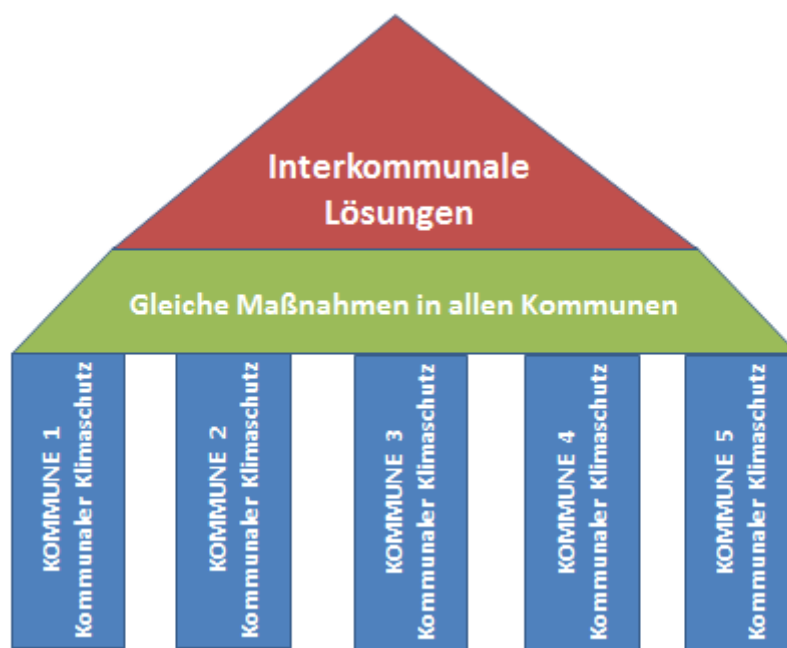 Interkommunale
Lösungen
Gleiche Maßnahmen in allen Kommunen
KOMMUNE 1
Kommunaler Klimaschutz
KOMMUNE 2
Kommunaler Klimaschutz
KOMMUNE 3
Kommunaler Klimaschutz
KOMMUNE 4
Kommunaler Klimaschutz
KOMMUNE 5
Kommunaler Klimaschutz